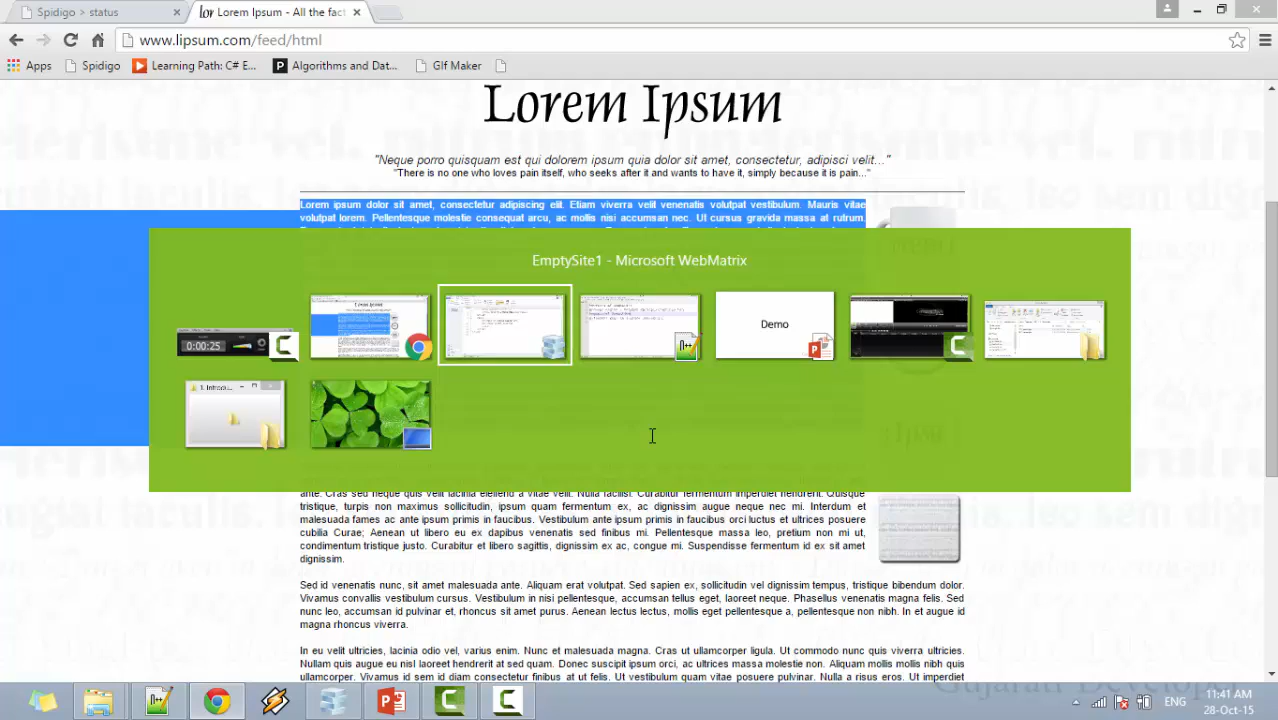 Spidigo > status
Lorem Ipsum - All the fact
www.lipsum.com/feed/html
Apps
Spidigo
Learning Path: C# E...
Algorithms and Dat...
GIf Maker
Lorem Ipsum
"Neque porro quisquam est qui dolorem ipsum quia dolor sit amet, consectetur, adipisci velit..."
"There is no one who loves pain itself, who seeks after it and wants to have it, simply because it is pain..."
Lorem ipsum dolor sit amet, consectetur adipiscing elit. Etiam viverra velit venenatis volutpat vestibulum. Mauris vitae
volutpat lorem. Pellentesque molestie consequat arcu, ac mollis nisi accumsan nec. Ut cursus gravida massa at rutrum.
EmptySite1 - Microsoft WebMatrix
0:00:25
Demo
1. Introduc...
ante. Cras sed neque quis velit lacinia eleifend a vitae velit. Nulla facilisi. Curabitur fermentum imperdiet hendrerit. Quisque
tristique, turpis non maximus sollicitudin, ipsum quam fermentum ex, ac dignissim augue neque nec mi. Interdum et
malesuada fames ac ante ipsum primis in faucibus. Vestibulum ante ipsum primis in faucibus orci luctus et ultrices posuere
cubilia Curae; Aenean ut libero eu ex dapibus venenatis sed finibus mi. Pellentesque massa leo, pretium non mi ut,
condimentum tristique justo. Curabitur et libero sagittis, dignissim ex ac, congue mi. Suspendisse fermentum id ex sit amet
dignissim.
Sed id venenatis nunc, sit amet malesuada ante. Aliquam erat volutpat. Sed sapien ex, sollicitudin vel dignissim tempus, tristique bibendum dolor.
Vivamus convallis vestibulum cursus. Vestibulum in nisi pellentesque, accumsan tellus eget, laoreet neque. Phasellus venenatis magna felis. Sed
nunc leo, accumsan id pulvinar et, rhoncus sit amet purus. Aenean lectus lectus, mollis eget pellentesque a, pellentesque non nibh. In et augue id
magna rhoncus viverra.
In eu velit ultricies, lacinia odio vel, varius enim. Nunc et malesuada magna. Cras ut ullamcorper ligula. Ut commodo nunc quis viverra ultricies.
Nullam quis augue eu nisl laoreet hendrerit at sed quam. Donec suscipit ipsum orci, ac ultrices massa molestie non. Aliquam mollis mollis nibh quis
ullamcorper. Sed ut est in diam consectetur finibus at ut felis. Ut suscipit placerat libero, id porttitor orci. Mauris a risus eros. Ut imperdiet
Gujarati Developer
ENG
11:41 AM
28-Oct-15